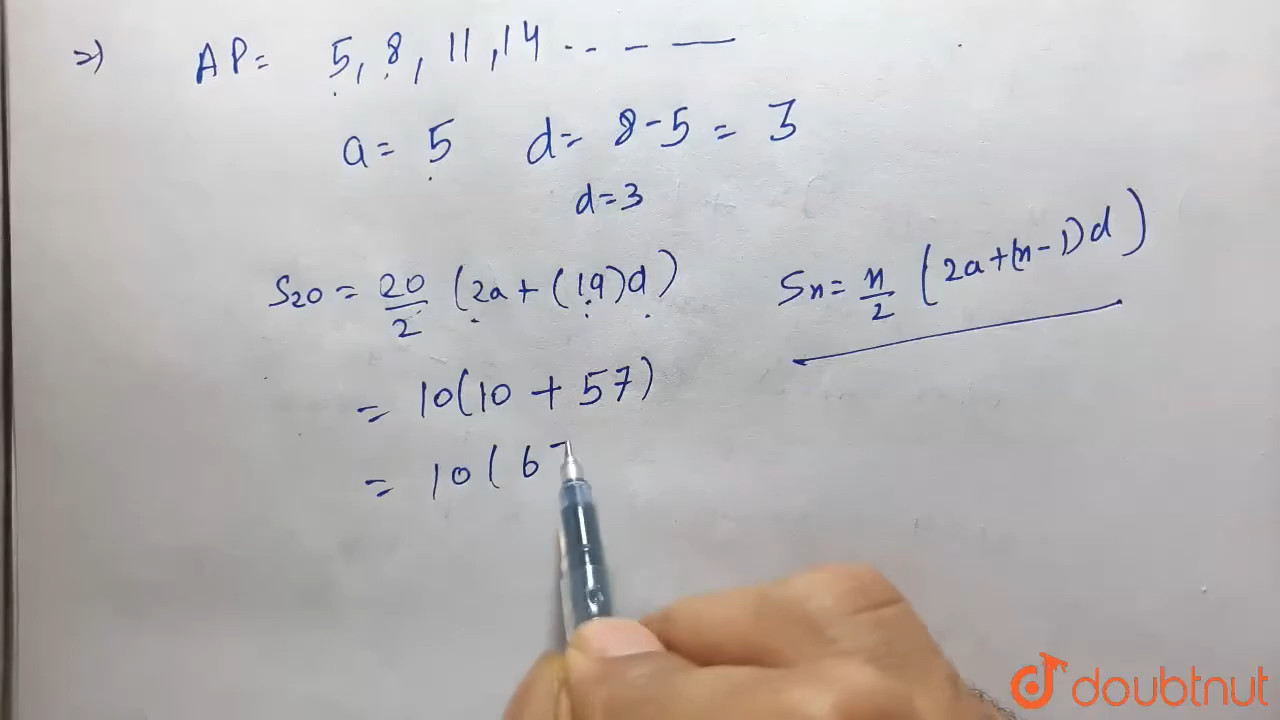 =) AP= 5, 8, 11, 14 -- - —
a= 5 d= 8-5 = 3
d=3
S20 = 20/2 (2a+(19)d)
Sn= n/2 (2a+(n-1)d)
= 10(10 + 57)
= 10(67
doubtnut